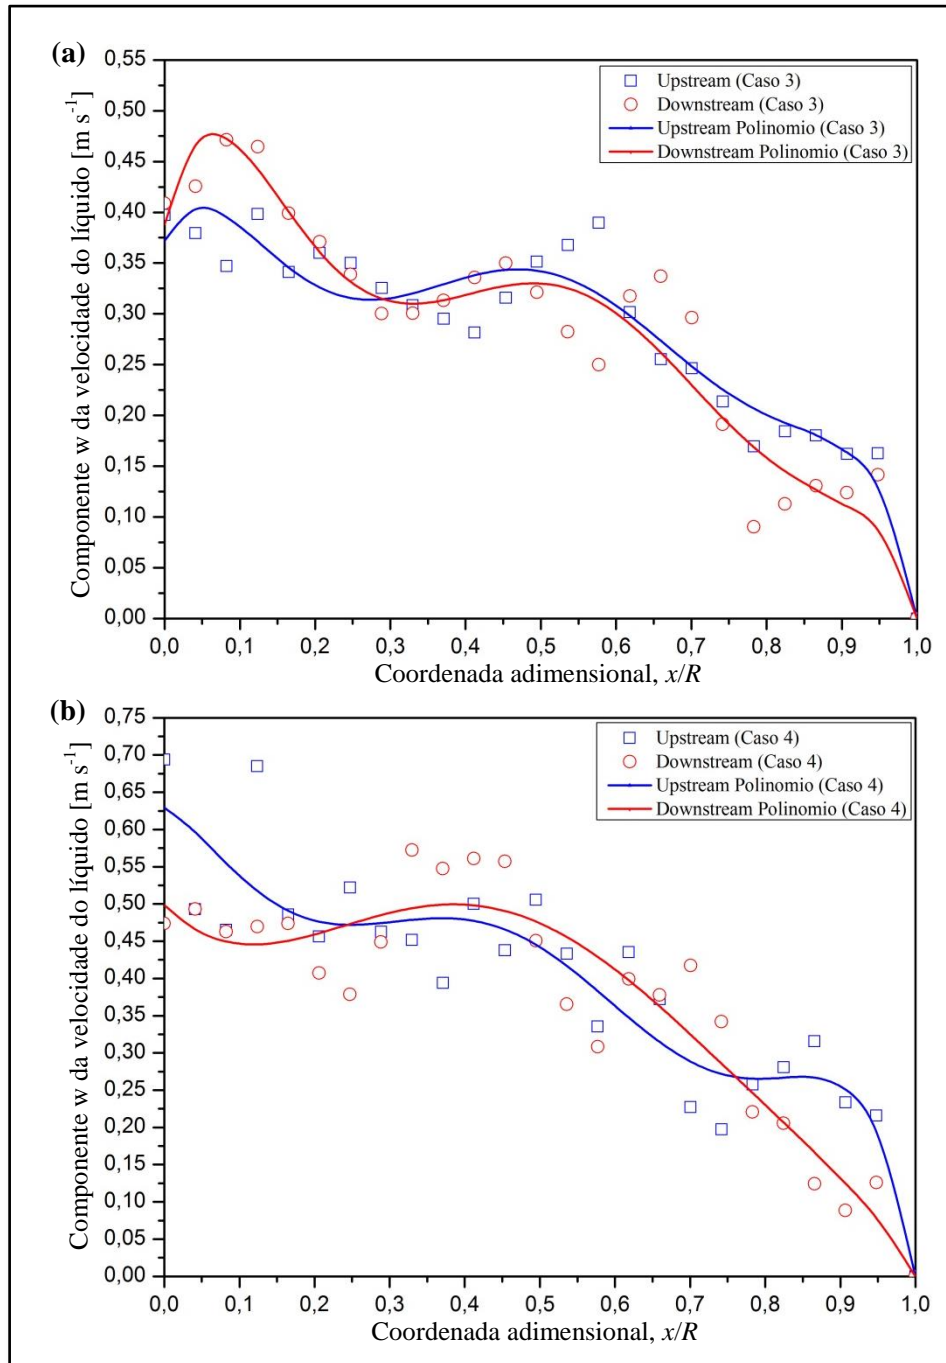 (a)
0,55
0,50
0,45
0,40
0,35
0,30
0,25
0,20
0,15
0,10
0,05
0,00
Componente w da velocidade do líquido [m s-1]
Upstream (Caso 3)
Downstream (Caso 3)
Upstream Polinomio (Caso 3)
Downstream Polinomio (Caso 3)
0,0 0,1 0,2 0,3 0,4 0,5 0,6 0,7 0,8 0,9 1,0
Coordenada adimensional, x/R
(b)
0,75
0,70
0,65
0,60
0,55
0,50
0,45
0,40
0,35
0,30
0,25
0,20
0,15
0,10
0,05
0,00
Componente w da velocidade do líquido [m s-1]
Upstream (Caso 4)
Downstream (Caso 4)
Upstream Polinomio (Caso 4)
Downstream Polinomio (Caso 4)
0,0 0,1 0,2 0,3 0,4 0,5 0,6 0,7 0,8 0,9 1,0
Coordenada adimensional, x/R